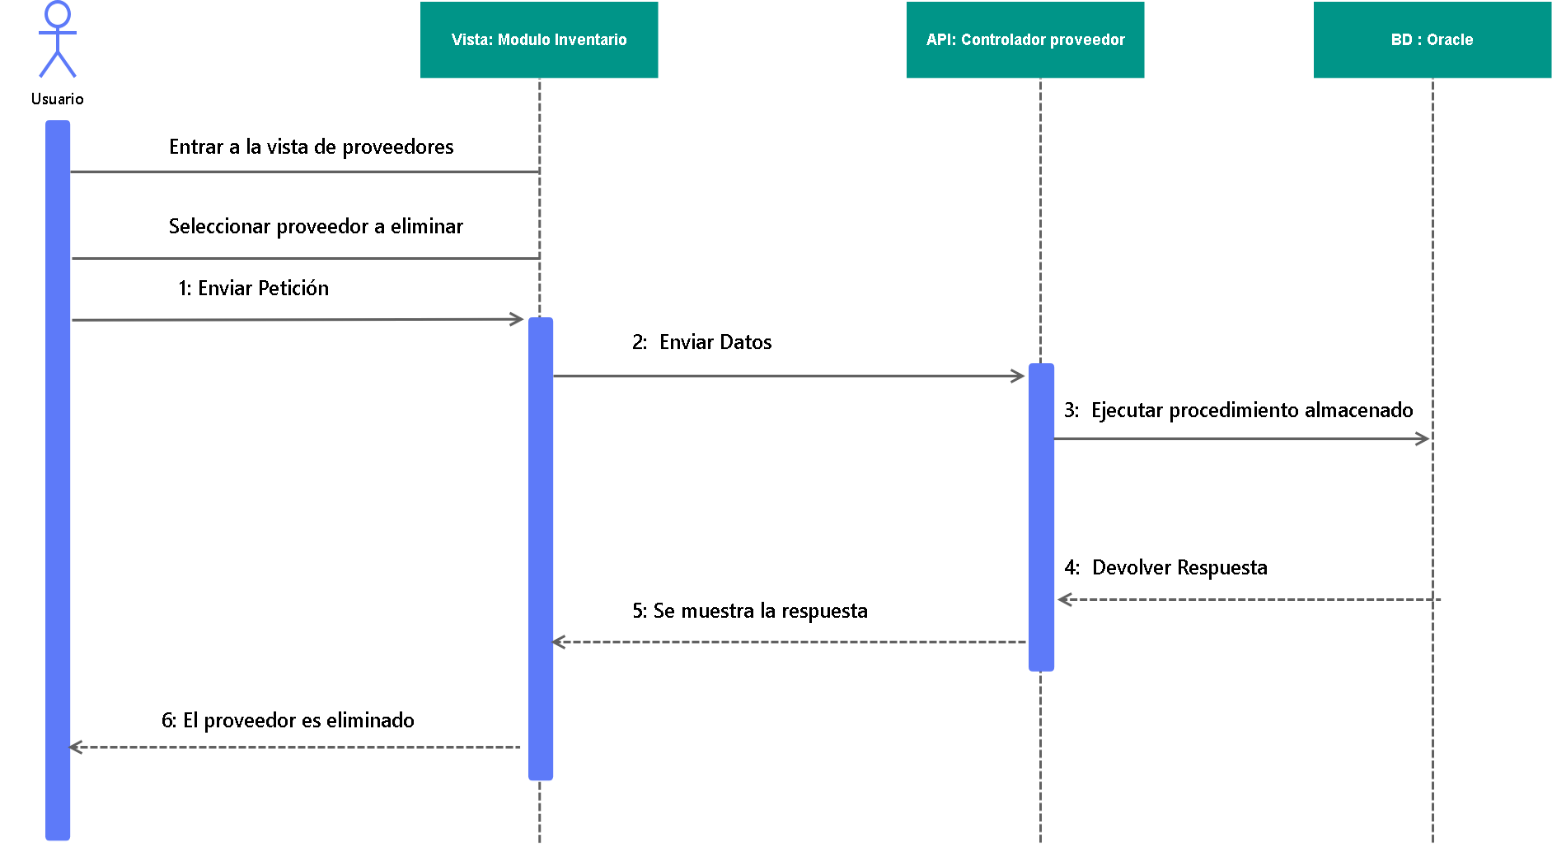 Vista: Modulo Inventario
API: Controlador proveedor
BD : Oracle
Usuario
Entrar a la vista de proveedores
Seleccionar proveedor a eliminar
1: Enviar Petición
2: Enviar Datos
3: Ejecutar procedimiento almacenado
4: Devolver Respuesta
5: Se muestra la respuesta
6: El proveedor es eliminado